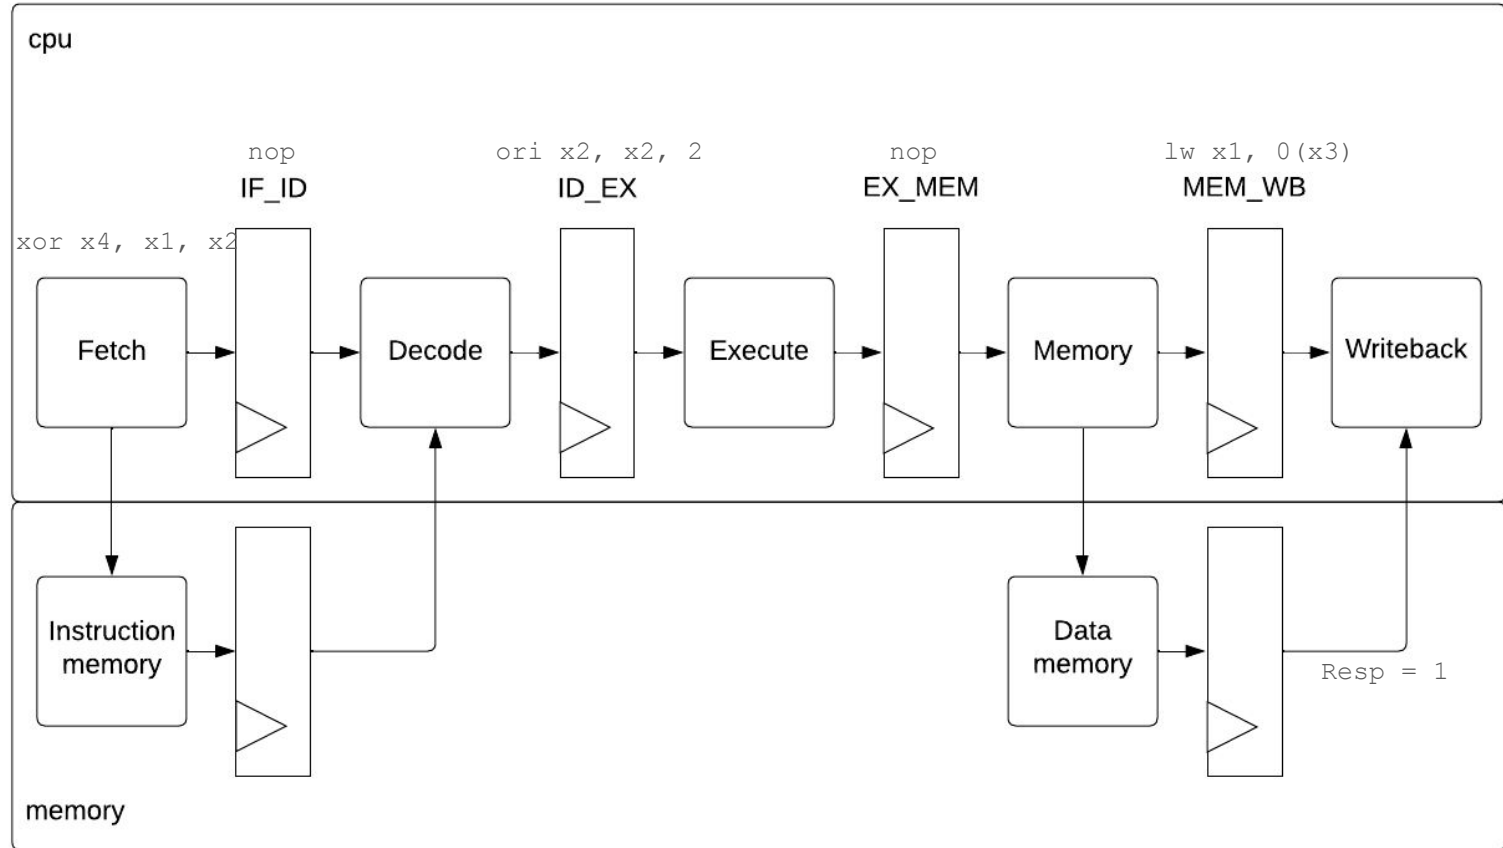 cpu
nop
ori x2, x2, 2
nop
lw x1, 0(x3)
IF_ID
ID_EX
EX_MEM
MEM_WB
xor x4, x1, x2
Fetch
Decode
Execute
Memory
Writeback
Instruction
memory
Data
memory
Resp = 1
memory